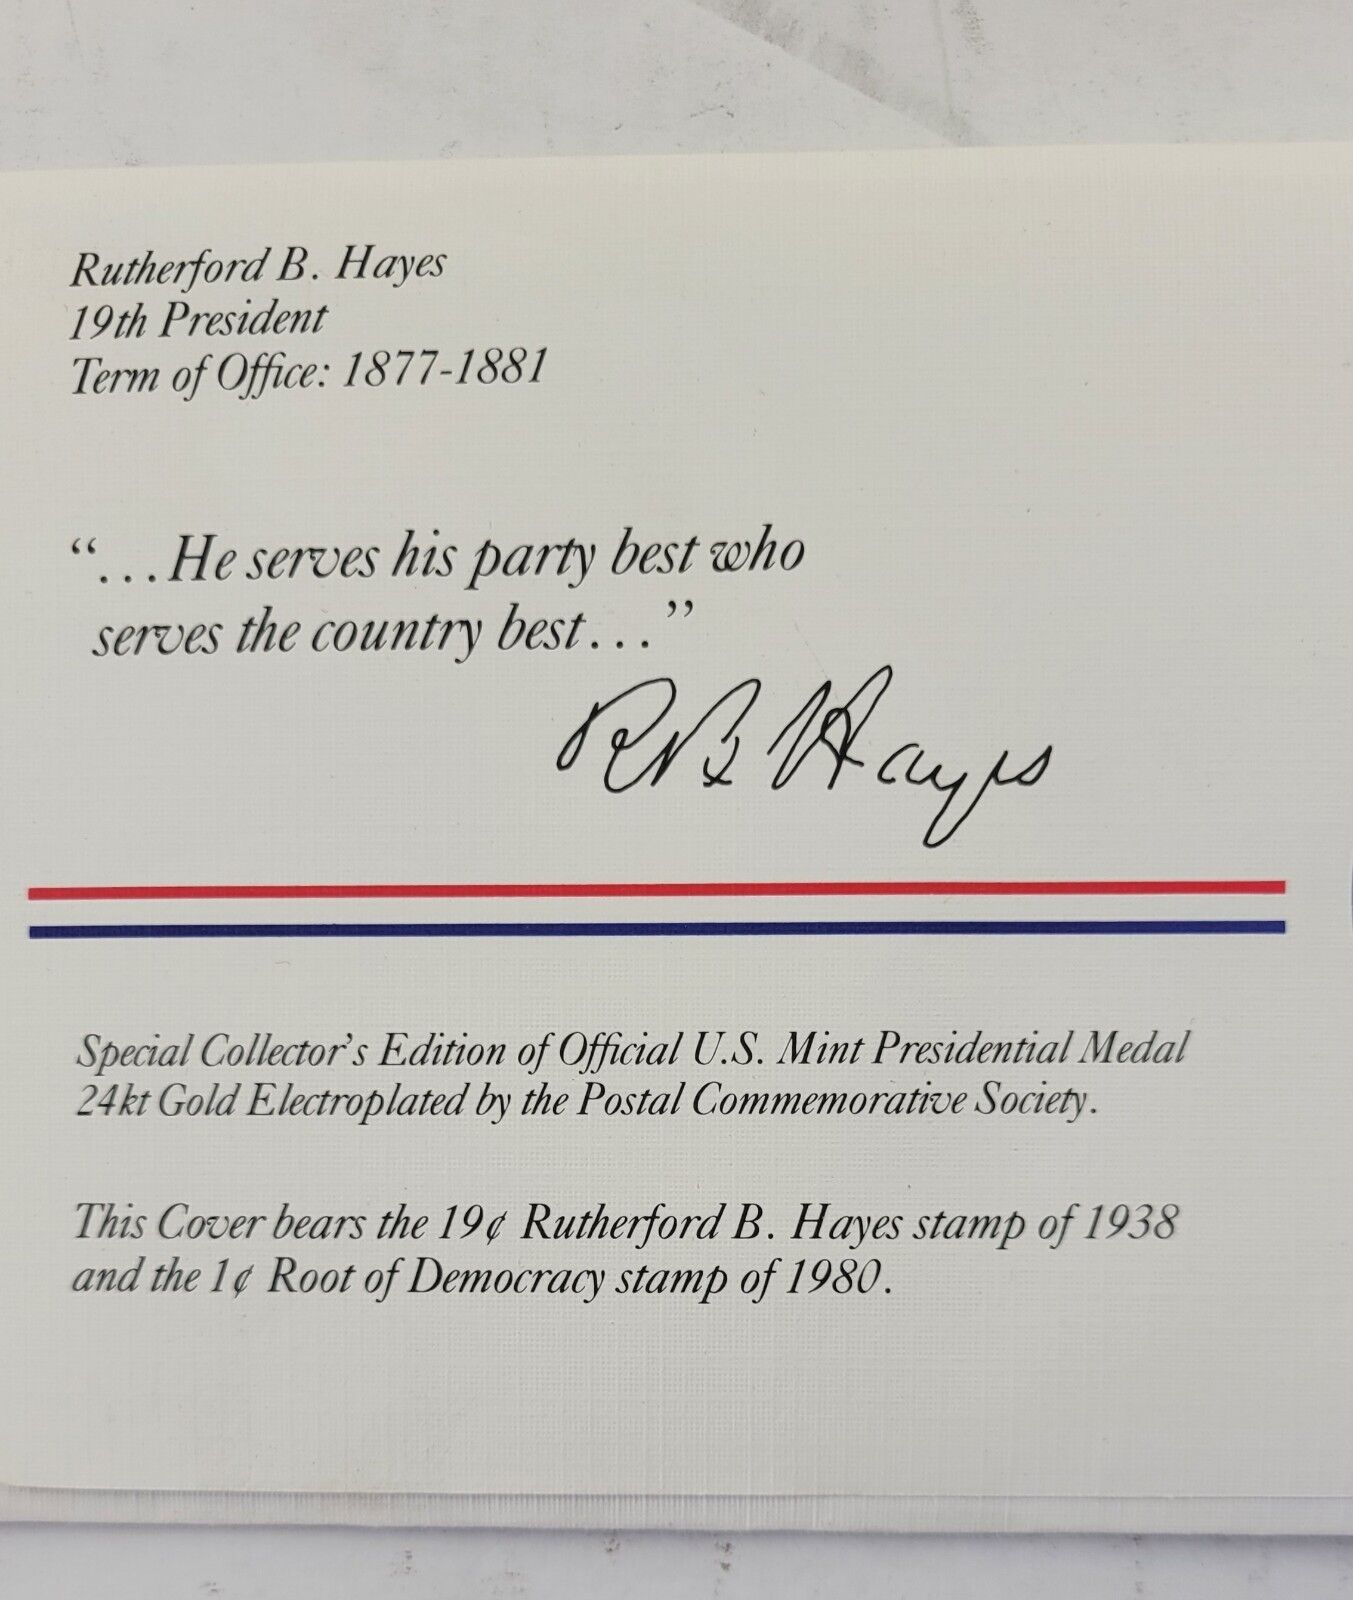 Rutherford B. Hayes
19th President
Term of Office: 1877-1881
“...He serves his party best who
serves the country best...”
RB Hayes
Special Collector's Edition of Official U.S. Mint Presidential Medal
24kt Gold Electroplated by the Postal Commemorative Society.
This Cover bears the 19¢ Rutherford B. Hayes stamp of 1938
and the 1¢ Root of Democracy stamp of 1980.